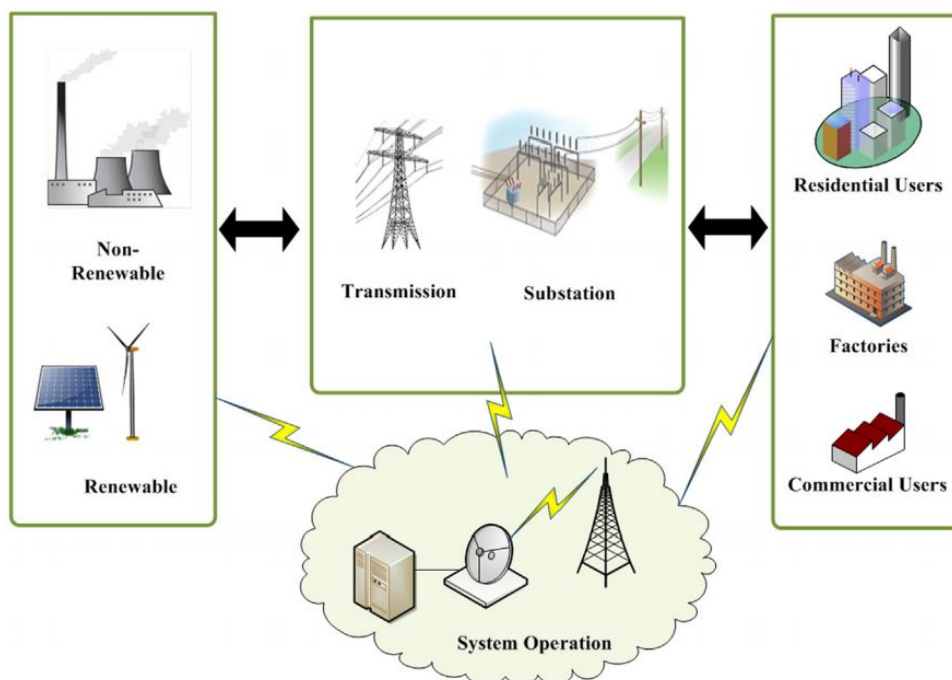 Non-
Renewable
Renewable
Transmission
Substation
Residential Users
Factories
Commercial Users
System Operation